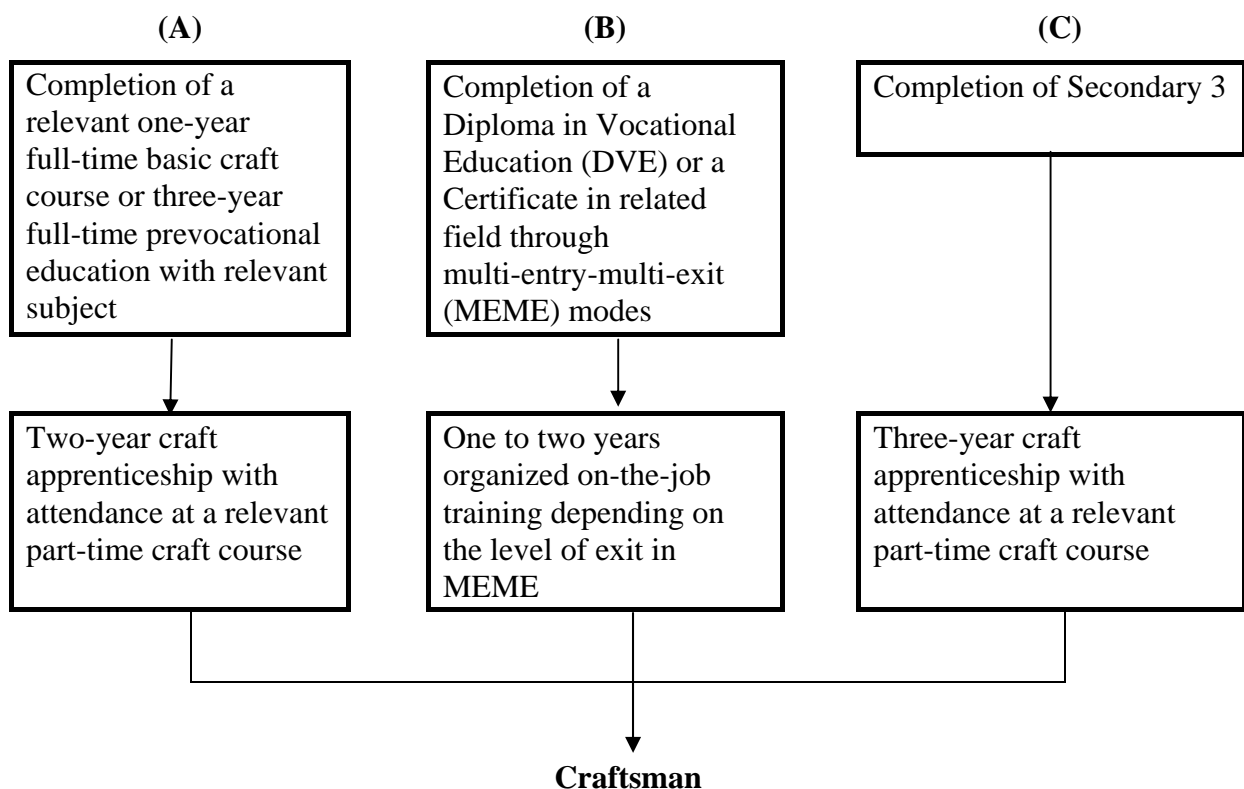 (A)
(B)
(C)
Completion of a
relevant one-year
full-time basic craft
course or three-year
full-time prevocational
education with relevant
subject
Completion of a
Diploma in Vocational
Education (DVE) or a
Certificate in related
field through
multi-entry-multi-exit
(MEME) modes
Completion of Secondary 3
Two-year craft
apprenticeship with
attendance at a relevant
part-time craft course
One to two years
organized on-the-job
training depending on
the level of exit in
MEME
Three-year craft
apprenticeship with
attendance at a relevant
part-time craft course
Craftsman